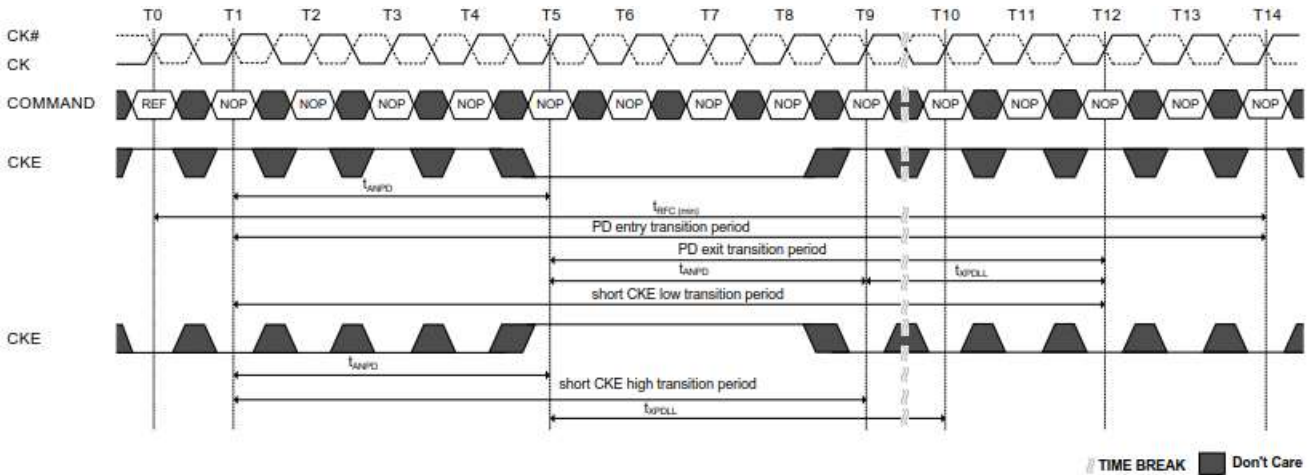 T0 T1 T2 T3 T4 T5 T6 T7 T8 T9 T10 T11 T12 T13 T14
CK#
CK
COMMAND REF NOP NOP NOP NOP NOP NOP NOP NOP NOP NOP NOP NOP NOP NOP
CKE
tANPD
tRFC (min)
PD entry transition period
PD exit transition period
tANPD tXPDLL
short CKE low transition period
CKE
tANPD
short CKE high transition period
tXPDLL
TIME BREAK Don't Care